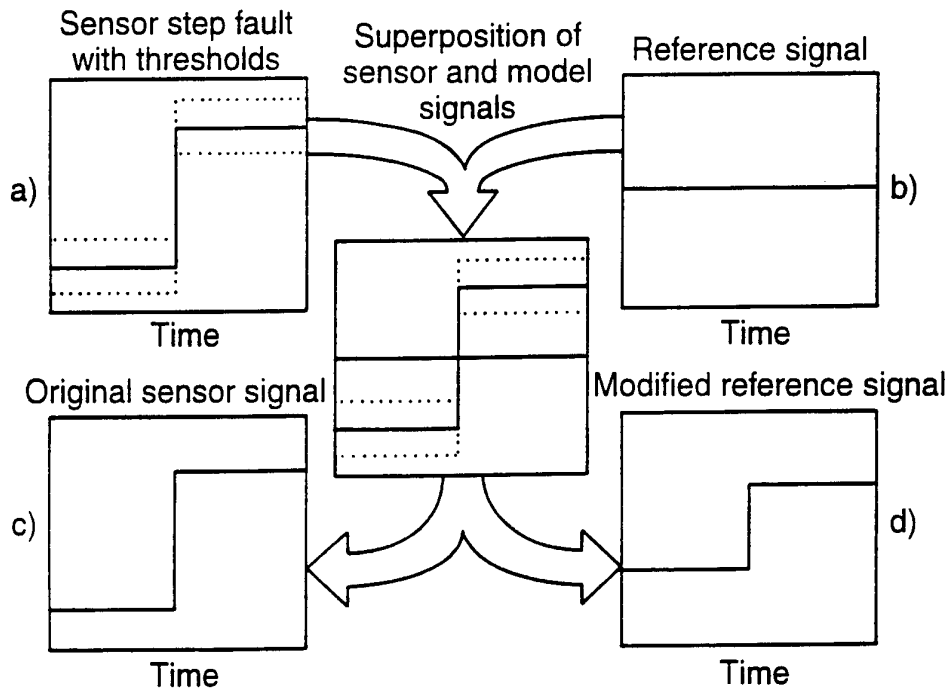 Sensor step fault
with thresholds
Superposition of
sensor and model
signals
Reference signal
a)
b)
Time
Time
Original sensor signal
Modified reference signal
c)
d)
Time
Time